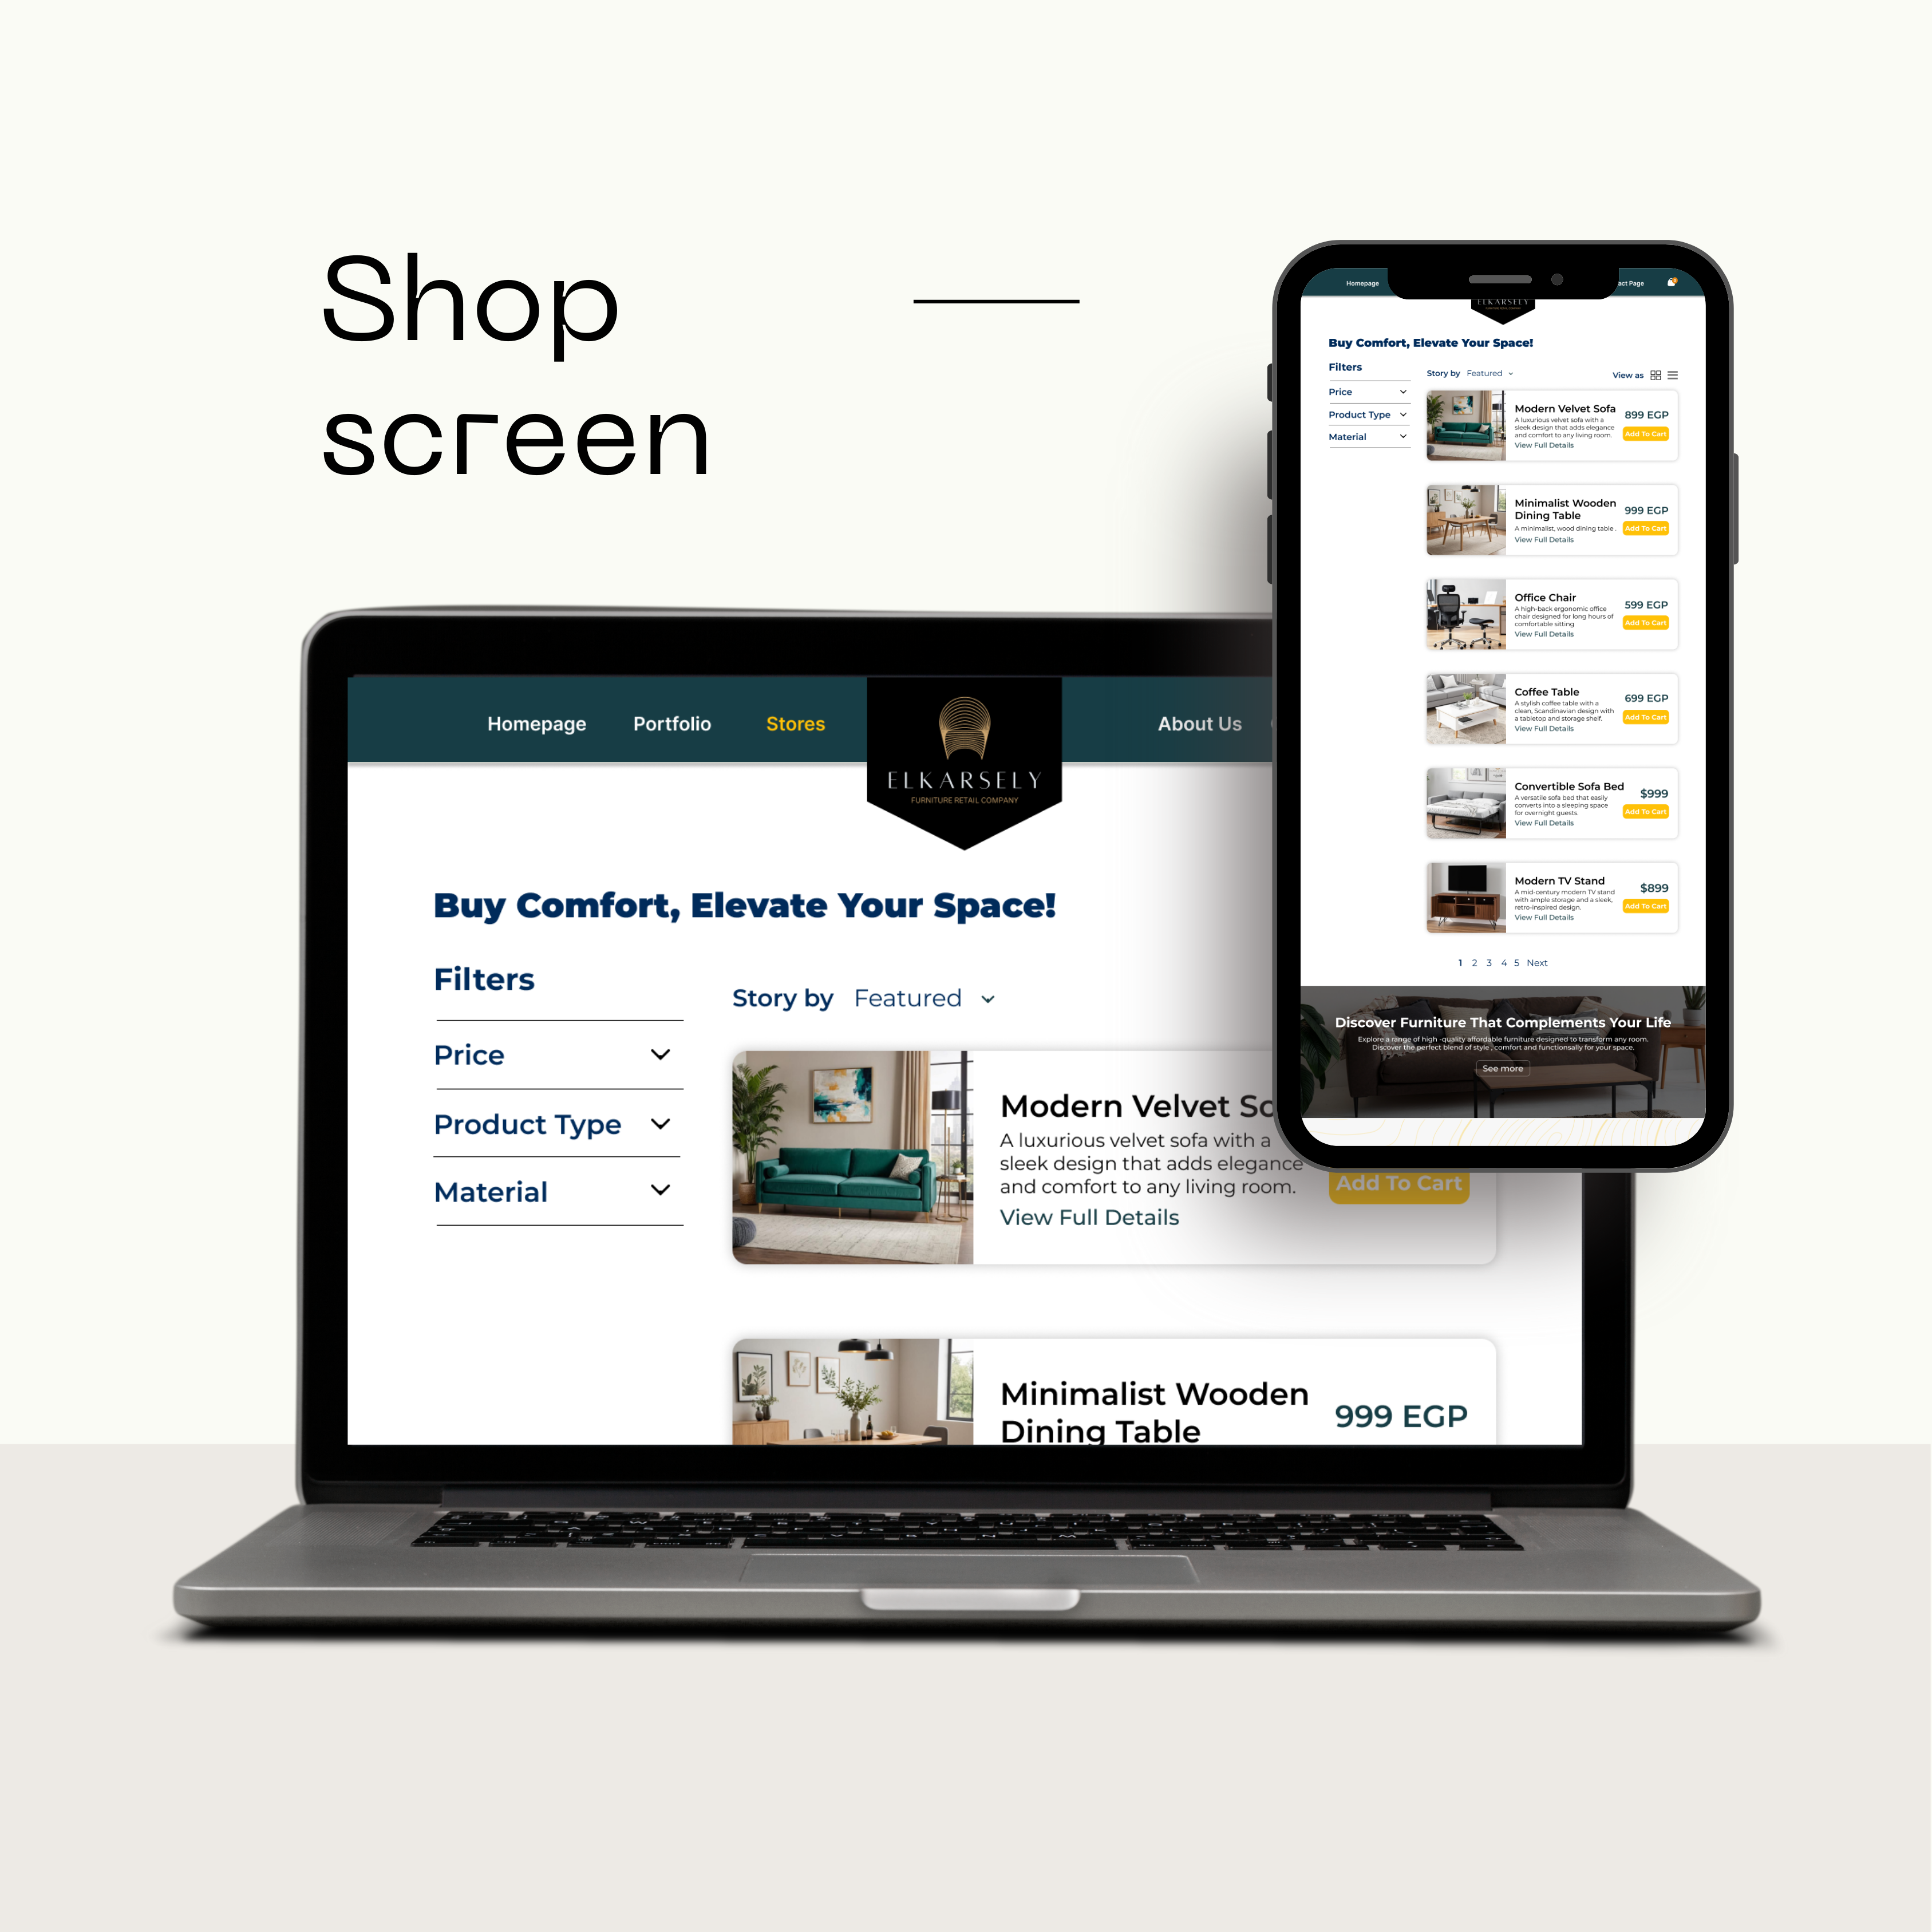 Shop
screen
Homepage
Portfolio
Stores
ELKARSELY
FURNITURE RETAIL COMPANY
About Us
Buy Comfort, Elevate Your Space!
Filters
Price
Product Type
Material
Story by Featured
Modern Velvet So
A luxurious velvet sofa with a
sleek design that adds elegance
and comfort to any living room.
View Full Details
Add To Cart
Minimalist Wooden
Dining Table
999 EGP
Homepage
act Page
ELKARSELY
Buy Comfort, Elevate Your Space!
Filters
Price
Product Type
Material
Story by Featured
View as
Modern Velvet Sofa
A luxurious velvet sofa with a
sleek design that adds elegance
and comfort to any living room.
View Full Details
899 EGP
Add To Cart
Minimalist Wooden
Dining Table
A minimalist, wood dining table .
View Full Details
999 EGP
Add To Cart
Office Chair
A high-back ergonomic office
chair designed for long hours of
comfortable sitting
View Full Details
599 EGP
Add To Cart
Coffee Table
A stylish coffee table with a
clean, Scandinavian design with
a tabletop and storage shelf.
View Full Details
699 EGP
Add To Cart
Convertible Sofa Bed
A versatile sofa bed that easily
converts into a sleeping space
for overnight guests.
View Full Details
$999
Add To Cart
Modern TV Stand
A mid-century modern TV stand
with ample storage and a sleek,
retro-inspired design.
View Full Details
$899
Add To Cart
1 2 3 4 5 Next
Discover Furniture That Complements Your Life
Explore a range of high -quality affordable furniture designed to transform any room.
Discover the perfect blend of style , comfort and functionsally for your space.
See more